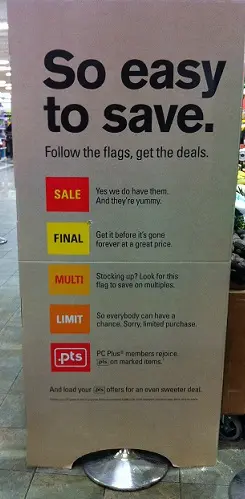 So easy
to save.
Follow the flags, get the deals.
SALE
Yes we do have them.
And they're yummy.
FINAL
Get it before it's gone
forever at a great price.
MULTI
Stocking up? Look for this
flag to save on multiples.
LIMIT
So everybody can have a
chance. Sorry, limited purchase.
.pts
PC Plus® members rejoice.
.pts on marked items.
And load your .pts offers for an even sweeter deal.